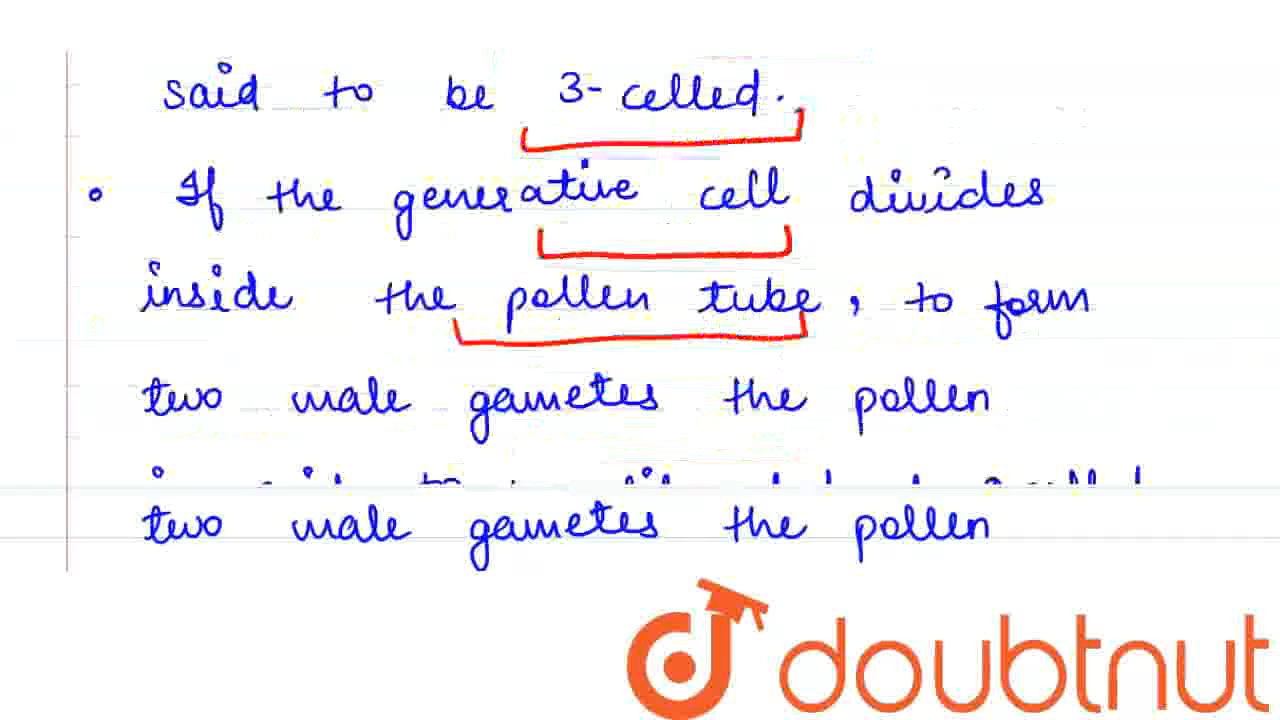 said to be 3-celled.
• If the generative cell divides
inside the pollen tube, to form
two male gametes the pollen
two male gametes the pollen
doubtnut